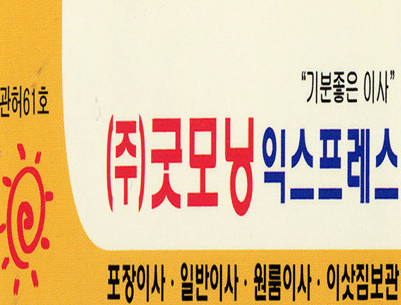 "기분좋은 이사"
관허61호
(주)굿모닝익스프레스
포장이사·일반이사·원룸이사·이삿짐보관